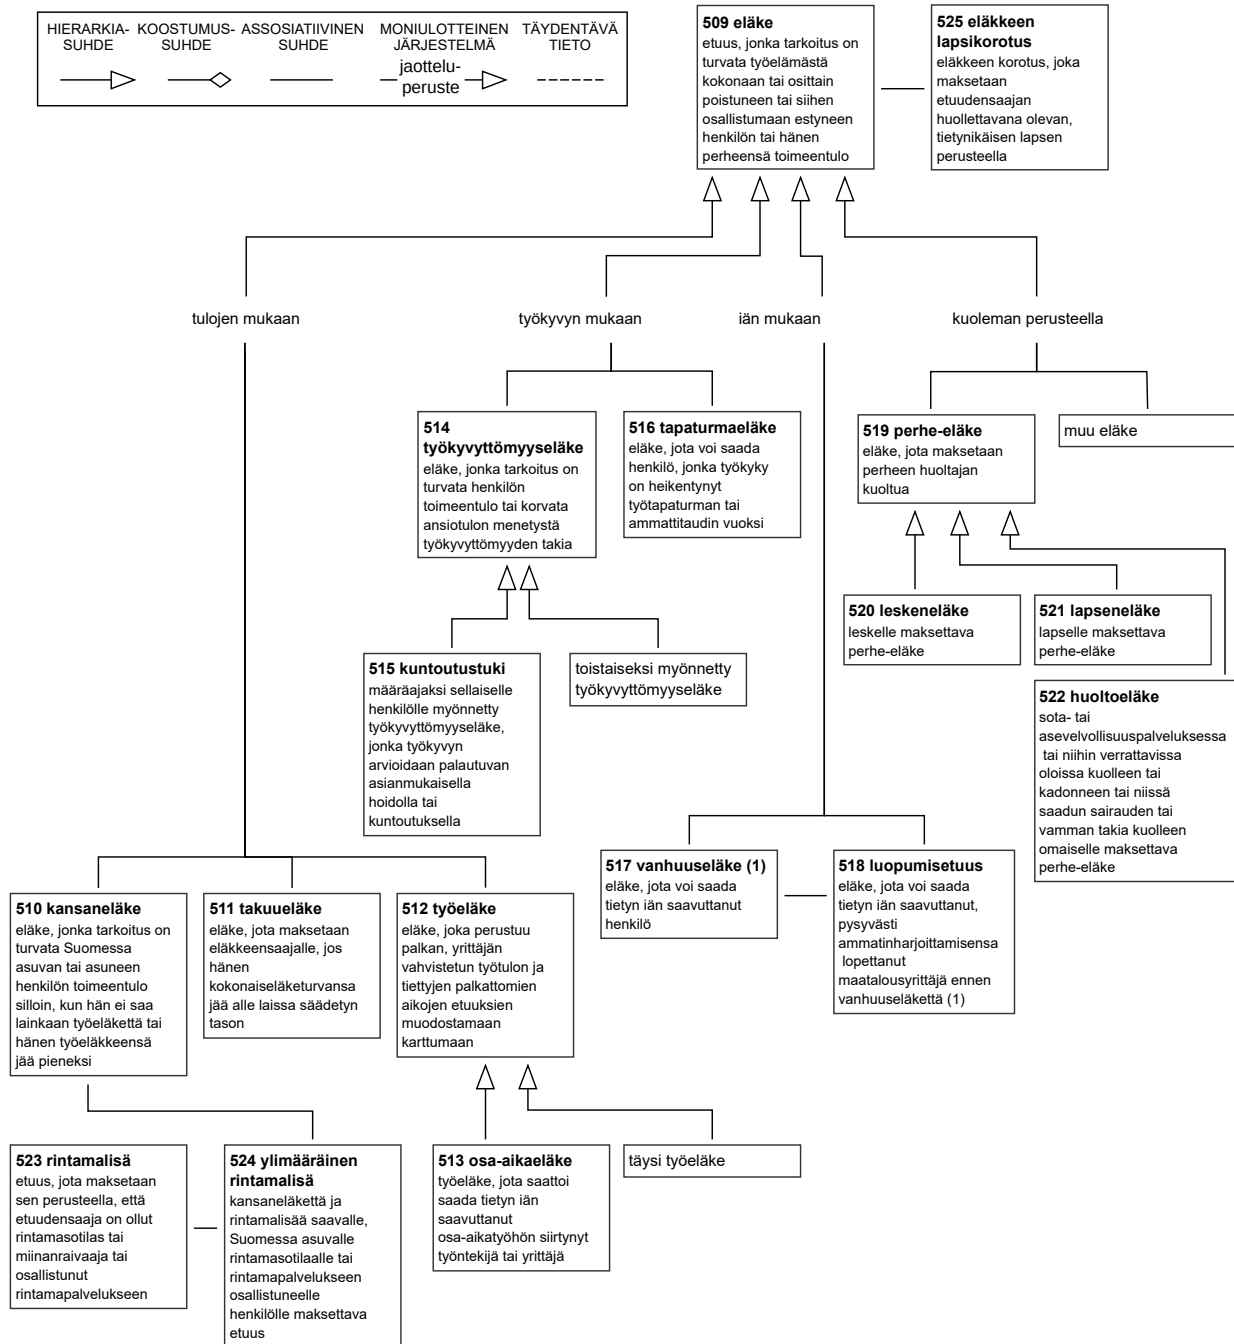 HIERARKIA-
SUHDE
KOOSTUMUS-
SUHDE
ASSOSIATIIVINEN
SUHDE
MONIULOTTEINEN
JÄRJESTELMÄ
TÄYDENTÄVÄ
TIETO
jaottelu-
peruste
509 eläke
etuus, jonka tarkoitus on
turvata työelämästä
kokonaan tai osittain
poistuneen tai siihen
osallistumaan estyneen
henkilön tai hänen
perheensä toimeentulo
525 eläkkeen
lapsikorotus
eläkkeen korotus, joka
maksetaan
etuudensaajan
huollettavana olevan,
tietynikäisen lapsen
perusteella
tulojen mukaan
työkyvyn mukaan
iän mukaan
kuoleman perusteella
514
työkyvyttömyyseläke
eläke, jonka tarkoitus on
turvata henkilön
toimeentulo tai korvata
ansiotulon menetystä
työkyvyttömyyden takia
516 tapaturmaeläke
eläke, jota voi saada
henkilö, jonka työkyky
on heikentynyt
työtapaturman tai
ammattitaudin vuoksi
519 perhe-eläke
eläke, jota maksetaan
perheen huoltajan
kuoltua
muu eläke
520 leskeneläke
leskelle maksettava
perhe-eläke
521 lapseneläke
lapselle maksettava
perhe-eläke
515 kuntoutustuki
määräajaksi sellaiselle
henkilölle myönnetty
työkyvyttömyyseläke,
jonka työkyvyn
arvioidaan palautuvan
asianmukaisella
hoidolla tai
kuntoutuksella
toistaiseksi myönnetty
työkyvyttömyyseläke
522 huoltoeläke
sota- tai
asevelvollisuuspalveluksessa
tai niihin verrattavissa
oloissa kuolleen tai
kadonneen tai niissä
saadun sairauden tai
vamman takia kuolleen
omaiselle maksettava
perhe-eläke
517 vanhuuseläke (1)
eläke, jota voi saada
tietyn iän saavuttanut
henkilö
518 luopumisetuus
eläke, jota voi saada
tietyn iän saavuttanut,
pysyvästi
ammatinharjoittamisensa
lopettanut
maatalousyrittäjä ennen
vanhuuseläkettä (1)
510 kansaneläke
eläke, jonka tarkoitus on
turvata Suomessa
asuvan tai asuneen
henkilön toimeentulo
silloin, kun hän ei saa
lainkaan työeläkettä tai
hänen työeläkkeensä
jää pieneksi
511 takuueläke
eläke, jota maksetaan
eläkkeensaajalle, jos
hänen
kokonaiseläketurvansa
jää alle laissa säädetyn
tason
512 työeläke
eläke, joka perustuu
palkan, yrittäjän
vahvistetun työtulon ja
tiettyjen palkattomien
aikojen etuuksien
muodostamaan
karttumaan
523 rintamalisä
etuus, jota maksetaan
sen perusteella, että
etuudensaaja on ollut
rintamasotilas tai
miinanraivaaja tai
osallistunut
rintamapalvelukseen
524 ylimääräinen
rintamalisä
kansaneläkettä ja
rintamalisää saavalle,
Suomessa asuvalle
rintamasotilaalle tai
rintamapalvelukseen
osallistuneelle
henkilölle maksettava
etuus
513 osa-aikaeläke
työeläke, jota saattoi
saada tietyn iän
saavuttanut
osa-aikatyöhön siirtynyt
työntekijä tai yrittäjä
täysi työeläke